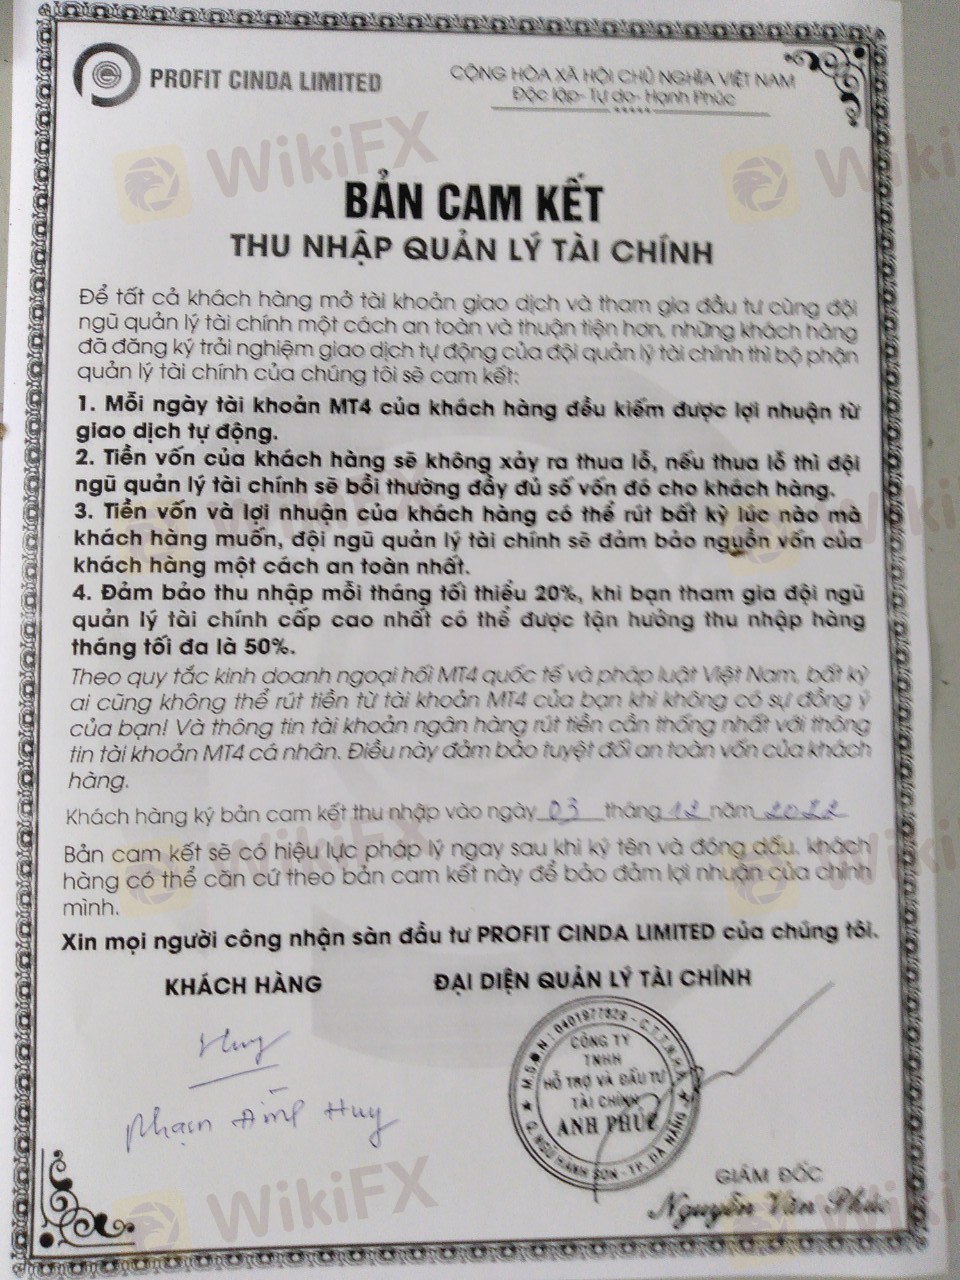 PROFIT CINDA LIMITED
CỘNG HÒA XÃ HỘI CHỦ NGHĨA VIỆT NAM
Độc lập- Tự do- Hạnh Phúc
*****
WikiFX
BẢN CAM KẾT
THU NHẬP QUẢN LÝ TÀI CHÍNH
Để tất cả khách hàng mở tài khoản giao dịch và tham gia đầu tư cùng đội
ngũ quản lý tài chính một cách an toàn và thuận tiện hơn, những khách hàng
đã đăng ký trải nghiệm giao dịch tự động của đội quản lý tài chính thì bộ phận
quản lý tài chính của chúng tôi sẽ cam kết:
1. Mỗi ngày tài khoản MT4 của khách hàng đều kiếm được lợi nhuận từ
giao dịch tự động.
2. Tiền vốn của khách hàng sẽ không xảy ra thua lỗ, nếu thua lỗ thì đội
ngũ quản lý tài chính sẽ bồi thường đầy đủ số vốn đó cho khách hàng.
3. Tiền vốn và lợi nhuận của khách hàng có thể rút bất kỳ lúc nào mà
khách hàng muốn, đội ngũ quản lý tài chính sẽ đảm bảo nguồn vốn của
khách hàng một cách an toàn nhất.
4. Đảm bảo thu nhập mỗi tháng tối thiểu 20%, khi bạn tham gia đội ngũ
quản lý tài chính cấp cao nhất có thể được tận hưởng thu nhập hàng
tháng tối đa là 50%.
Theo quy tắc kinh doanh ngoại hối MT4 quốc tế và pháp luật Việt Nam, bất kỳ
ai cũng không thể rút tiền từ tài khoản MT4 của bạn khi không có sự đồng ý
của bạn! Và thông tin tài khoản ngân hàng rút tiền cần thống nhất với thông
tin tài khoản MT4 cá nhân. Điều này đảm bảo tuyệt đối an toàn vốn của khách
hàng.
Khách hàng ký bản cam kết thu nhập vào ngày 03 tháng 12 năm 2022
Bản cam kết sẽ có hiệu lực pháp lý ngay sau khi ký tên và đóng dấu. khách
hàng có thể căn cứ theo bản cam kết này để bảo đảm lợi nhuận của chính
mình.
Xin mọi người công nhận sàn đầu tư PROFIT CINDA LIMITED của chúng tôi.
KHÁCH HÀNG
ĐẠI DIỆN QUẢN LÝ TÀI CHÍNH
Huy
Phạm Huy
M.S.D.N: 0401977829 - C.T.T.N.H.H
CÔNG TY
TNHH
HỖ TRỢ VÀ ĐẦU TƯ
TÀI CHÍNH
ANH PHÚC
Q. NGŨ HÀNH SƠN - TP. ĐÀ NẴNG
GIÁM ĐỐC
Nguyễn Văn Phúc
WikiFX